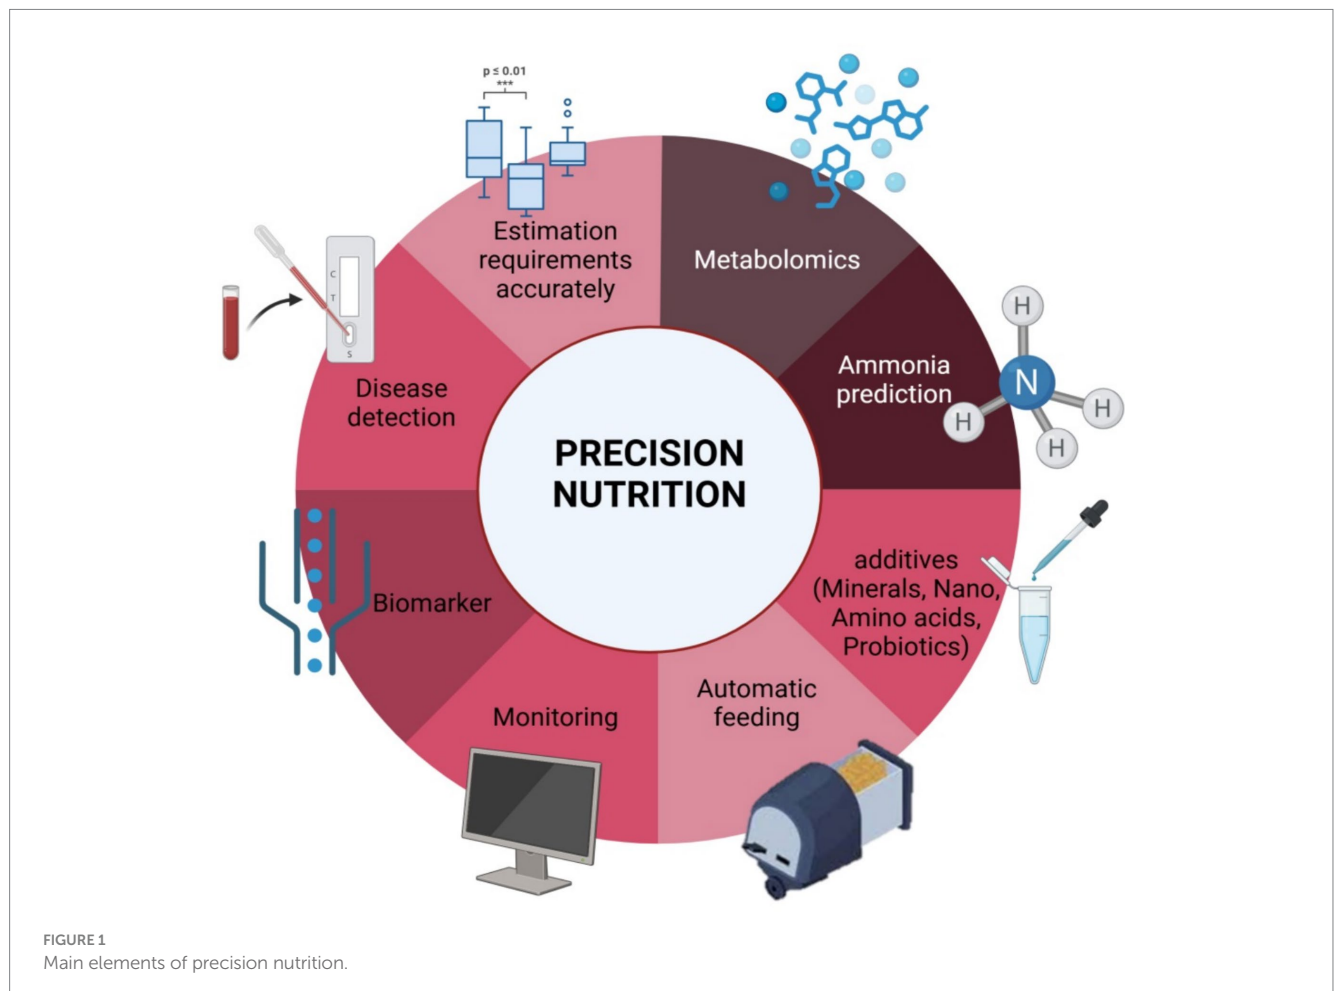 p ≤ 0.01
***
Estimation
requirements
accurately
Metabolomics
Ammonia
prediction
H
N
H
H
H
additives
(Minerals, Nano,
Amino acids,
Probiotics)
Automatic
feeding
Monitoring
Biomarker
Disease
detection
C
T
S
PRECISION
NUTRITION
FIGURE 1
Main elements of precision nutrition.